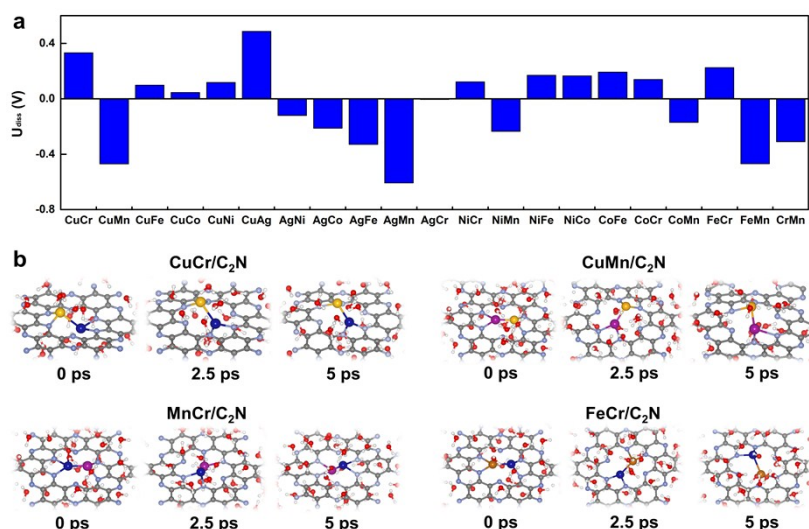 a
U diss (V)
0.4
0.0
-0.4
-0.8
CuCr CuMn CuFe CuCo CuNi CuAg AgNi AgCo AgFe AgMn AgCr NiCr NiMn NiFe NiCo CoFe CoCr CoMn FeCr FeMn CrMn
b
CuCr/C₂N CuMn/C₂N
0 ps 2.5 ps 5 ps 0 ps 2.5 ps 5 ps
MnCr/C₂N FeCr/C₂N
0 ps 2.5 ps 5 ps 0 ps 2.5 ps 5 ps